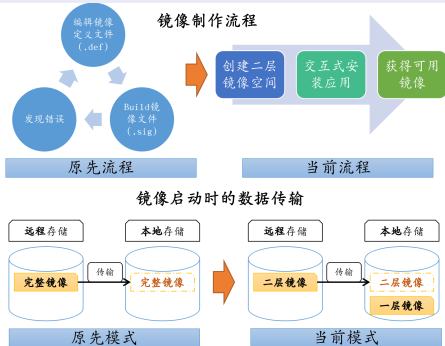 镜像制作流程
编辑镜像
定义文件
(.def)
Build镜
像文件
(.sig)
发现错误
原先流程
创建二层
镜像空间
交互式安
装应用
获得可用
镜像
当前流程
镜像启动时的数据传输
远程存储
本地存储
完整镜像
传输
完整镜像
原先模式
远程存储
本地存储
二层镜像
传输
二层镜像
一层镜像
当前模式